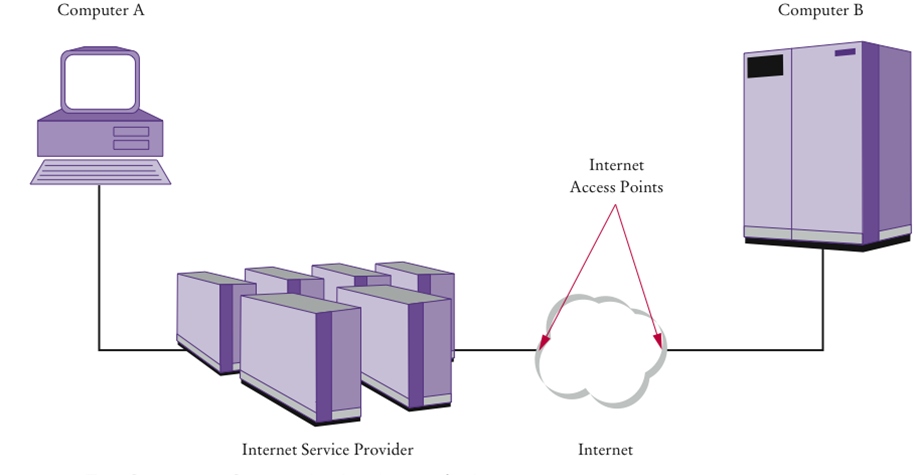 Computer A
Computer B
Internet
Access Points
Internet Service Provider
Internet